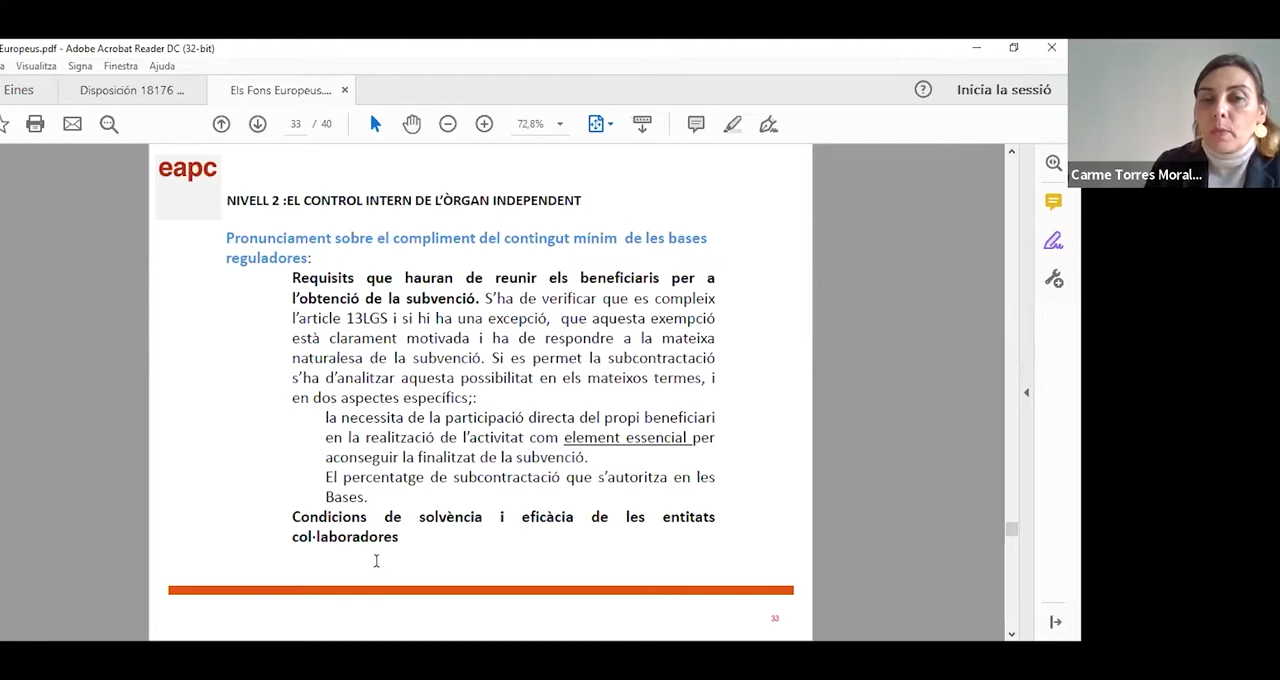 Europeus.pdf - Adobe Acrobat Reader DC (32-bit)
a Visualitza Signa Finestra Ajuda
Eines Disposición 18176 ... Els Fons Europeus.... × Inicia la sessió
33 / 40 72,8%
Carme Torres Moral...
eapc
NIVELL 2 :EL CONTROL INTERN DE L'ÒRGAN INDEPENDENT
Pronunciament sobre el compliment del contingut mínim de les bases
reguladores:
Requisits que hauran de reunir els beneficiaris per a
l'obtenció de la subvenció. S'ha de verificar que es compleix
l'article 13LGS i si hi ha una excepció, que aquesta exempció
està clarament motivada i ha de respondre a la mateixa
naturalesa de la subvenció. Si es permet la subcontractació
s'ha d'analitzar aquesta possibilitat en els mateixos termes, i
en dos aspectes específics;:
la necessita de la participació directa del propi beneficiari
en la realització de l'activitat com element essencial per
aconseguir la finalitzat de la subvenció.
El percentatge de subcontractació que s'autoritza en les
Bases.
Condicions de solvència i eficàcia de les entitats
col·laboradores
33